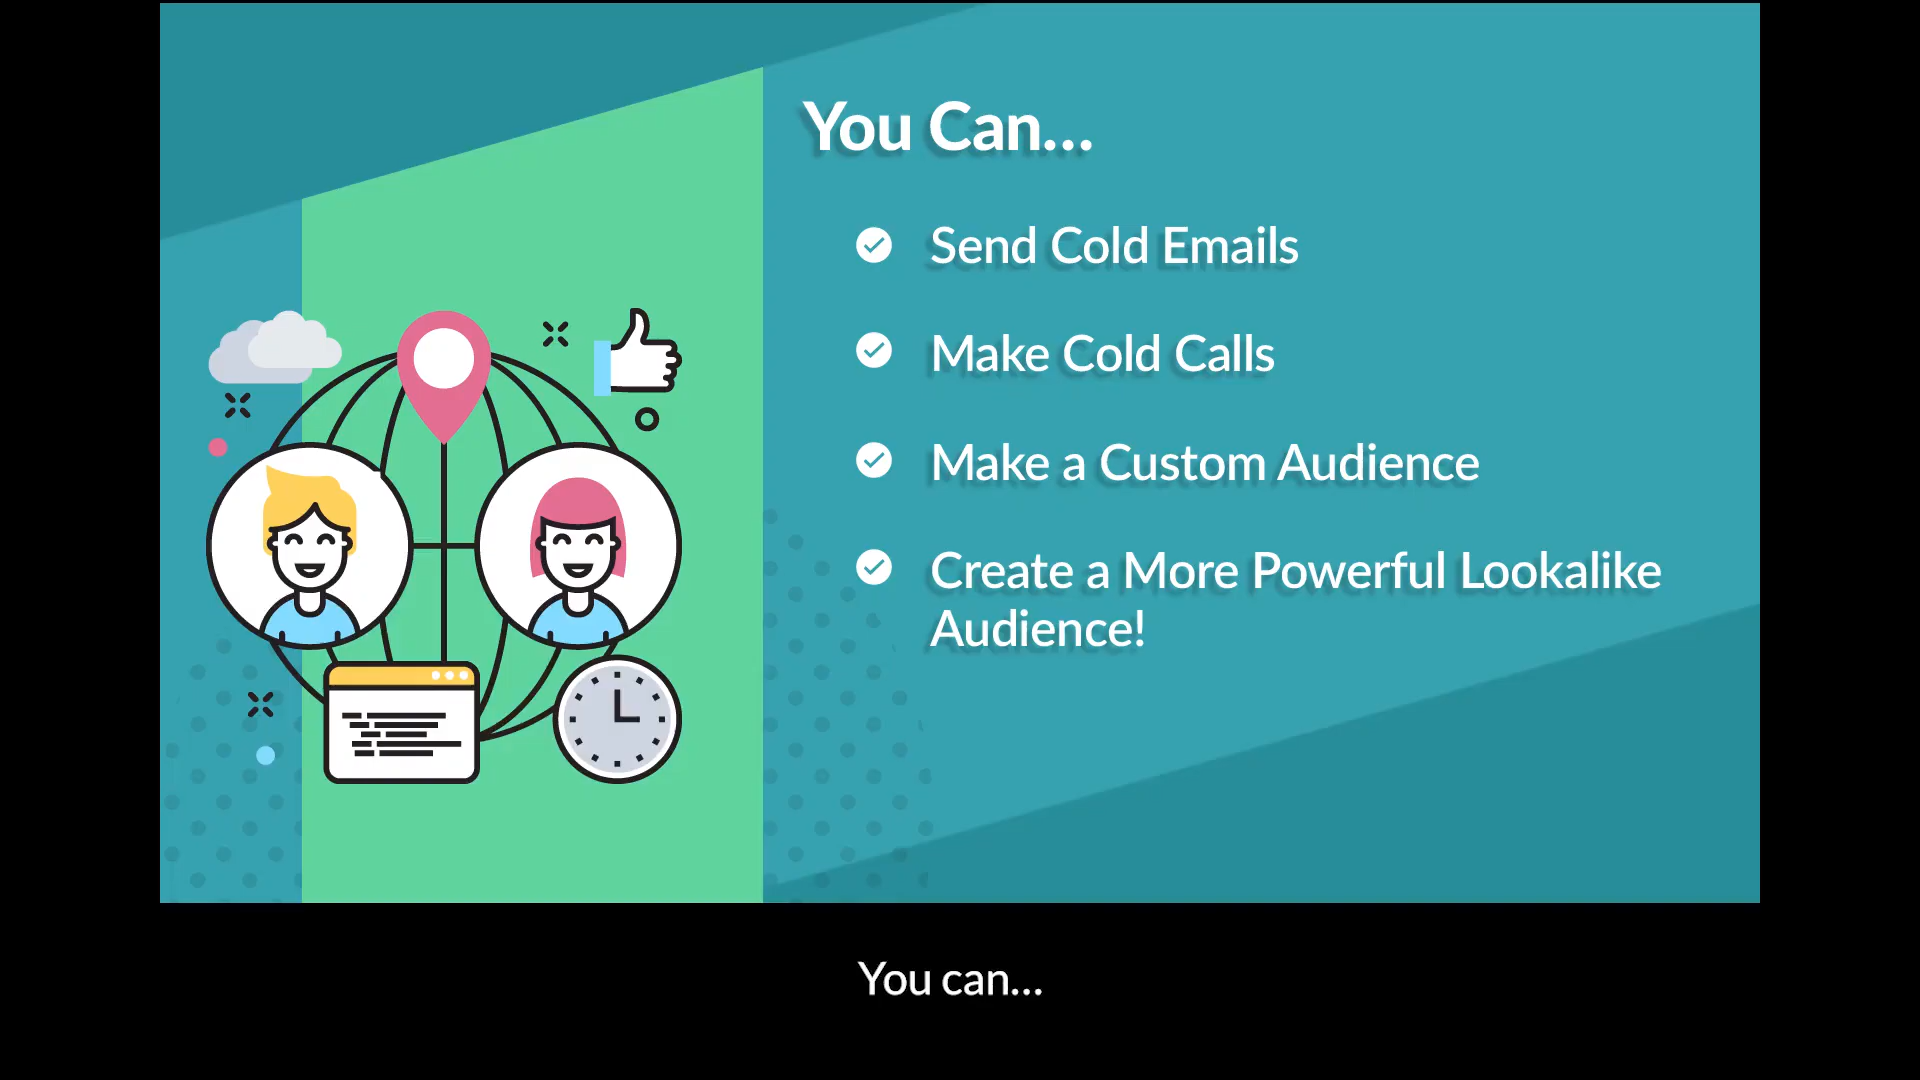 You Can...
Send Cold Emails
Make Cold Calls
Make a Custom Audience
Create a More Powerful Lookalike
Audience!
You can...